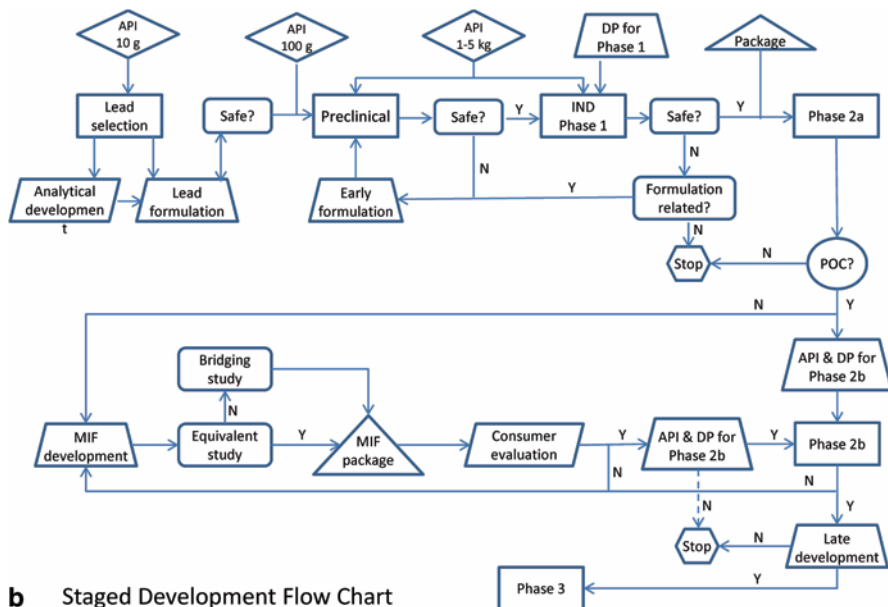 API
10 g
API
100 g
API
1-5 kg
DP for
Phase 1
Package
Lead
selection
Safe?
Preclinical
Safe?
Y
IND
Phase 1
Safe?
Y
Phase 2a
N
N
Analytical
developmen
t
Lead
formulation
Early
formulation
Y
Formulation
related?
N
Stop
N
POC?
N
Y
API & DP for
Phase 2b
Bridging
study
N
MIF
development
Equivalent
study
Y
MIF
package
Consumer
evaluation
Y
API & DP for
Phase 2b
Y
Phase 2b
N
N
N
Y
Stop
N
Late
development
Y
Phase 3
b Staged Development Flow Chart